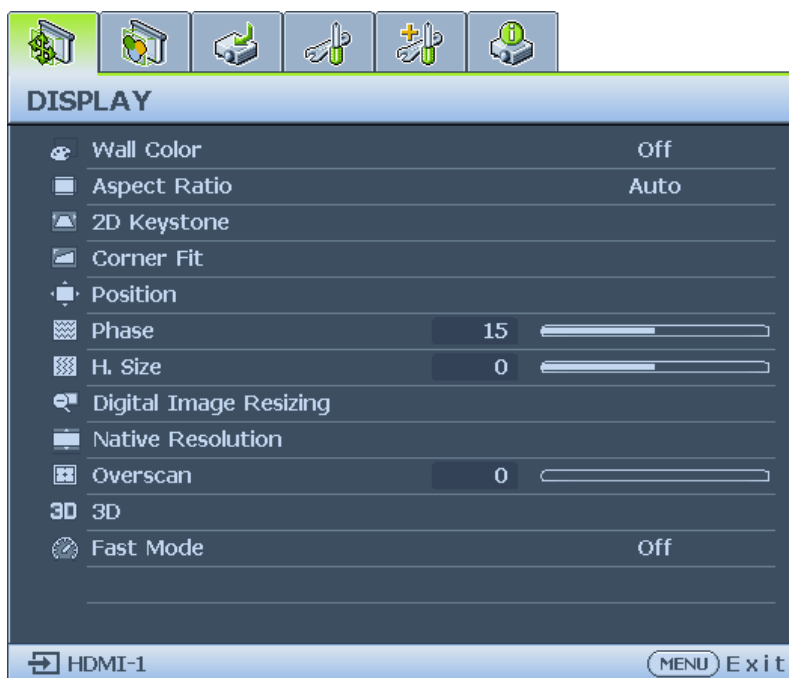 DISPLAY
Wall Color Off
Aspect Ratio Auto
2D Keystone
Corner Fit
Position
Phase 15
H. Size 0
Digital Image Resizing
Native Resolution
Overscan 0
3D 3D
Fast Mode Off
HDMI-1 MENU Exit